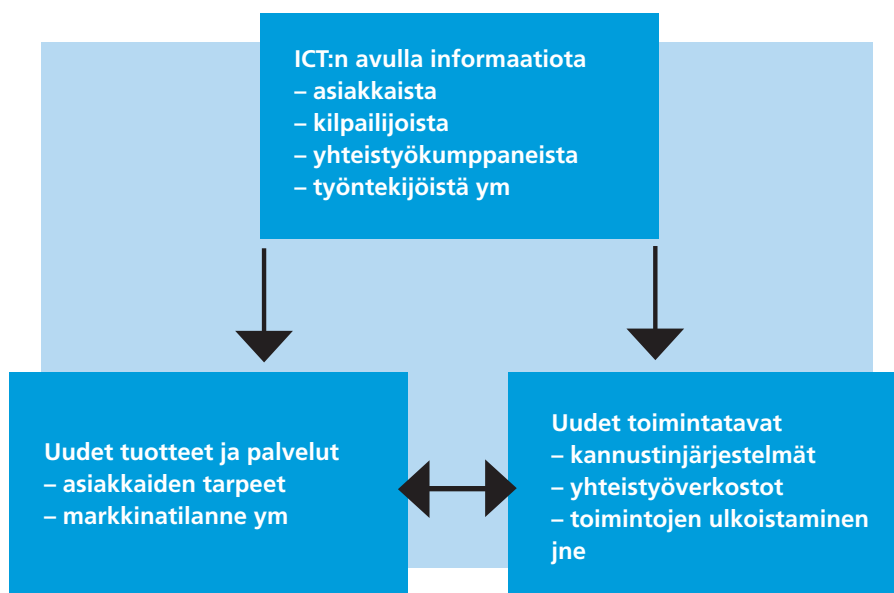 ICT:n avulla informaatiota
– asiakkaista
– kilpailijoista
– yhteistyökumppaneista
– työntekijöistä ym
Uudet tuotteet ja palvelut
– asiakkaiden tarpeet
– markkinatilanne ym
Uudet toimintatavat
– kannustinjärjestelmät
– yhteistyöverkostot
– toimintojen ulkoistaminen
jne